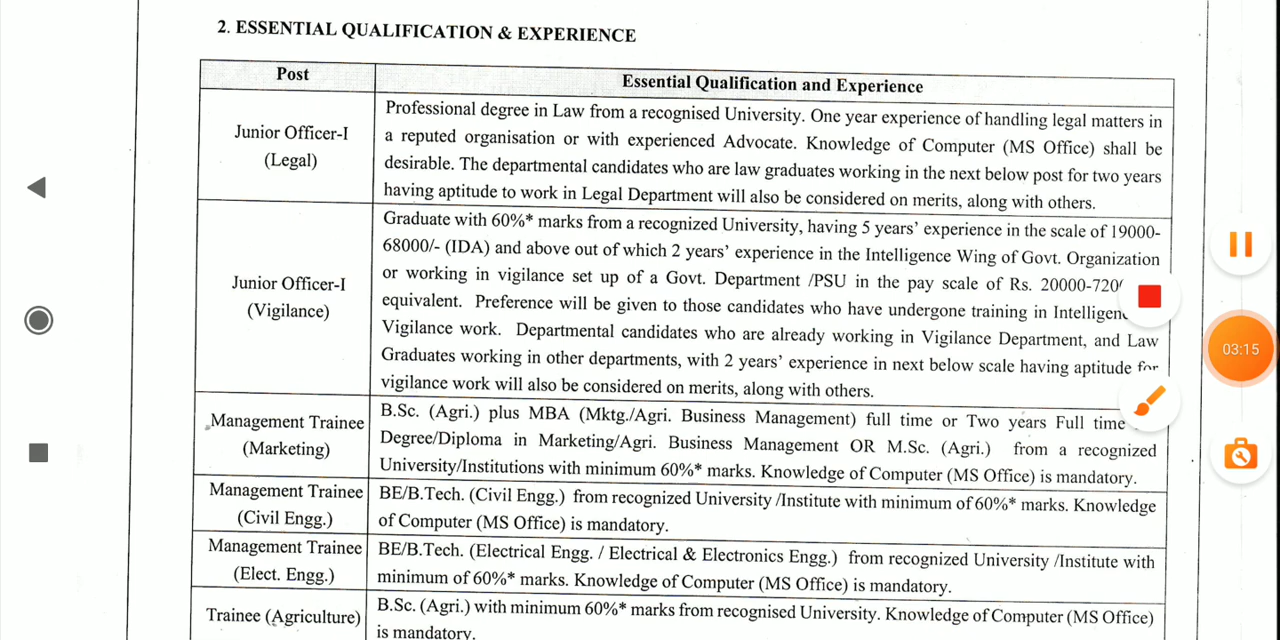 2. ESSENTIAL QUALIFICATION & EXPERIENCE
Post
Essential Qualification and Experience
Junior Officer-I
(Legal)
Professional degree in Law from a recognised University. One year experience of handling legal matters in
a reputed organisation or with experienced Advocate. Knowledge of Computer (MS Office) shall be
desirable. The departmental candidates who are law graduates working in the next below post for two years
having aptitude to work in Legal Department will also be considered on merits, along with others.
Junior Officer-I
(Vigilance)
Graduate with 60%* marks from a recognized University, having 5 years' experience in the scale of 19000-
68000/- (IDA) and above out of which 2 years' experience in the Intelligence Wing of Govt. Organization
or working in vigilance set up of a Govt. Department /PSU in the pay scale of Rs.
equivalent. Preference will be given to those candidates who have undergone training in
Vigilance work. Departmental candidates who are already working in Vigilance Department, and Law
Graduates working in other departments, with 2 years' experience in next below scale having aptitude for
vigilance work will also be considered on merits, along with others.
Management Trainee
(Marketing)
B.Sc. (Agri.) plus MBA (Mktg./Agri. Business Management) full time or Two years Full time
Degree/Diploma in Marketing/Agri. Business Management OR M.Sc. (Agri.) from a recognized
University/Institutions with minimum 60%* marks. Knowledge of Computer (MS Office) is mandatory.
Management Trainee
(Civil Engg.)
BE/B.Tech. (Civil Engg.) from recognized University /Institute with minimum of 60%* marks. Knowledge
of Computer (MS Office) is mandatory.
Management Trainee
(Elect. Engg.)
BE/B.Tech. (Electrical Engg. / Electrical & Electronics Engg.) from recognized University /Institute with
minimum of 60%* marks. Knowledge of Computer (MS Office) is mandatory.
Trainee (Agriculture)
B.Sc. (Agri.) with minimum 60%* marks from recognised University. Knowledge of Computer (MS Office)
is mandatory.
03:15